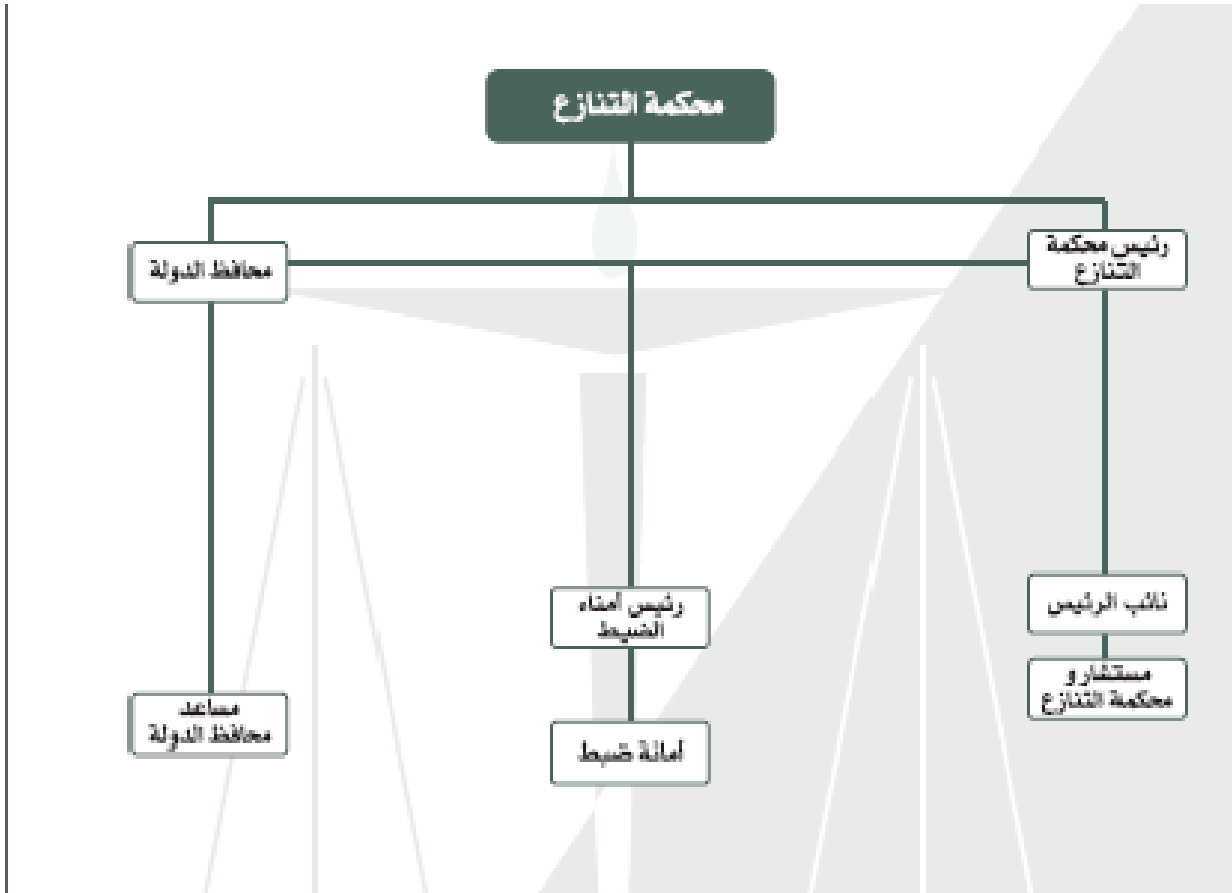 محكمة التنازع
رئيس محكمة
التنازع
محافظ الدولة
نائب الرئيس
رئيس أمناء
الضبط
مستشارو
محكمة التنازع
مساعد
محافظ الدولة
أمانة ضبط